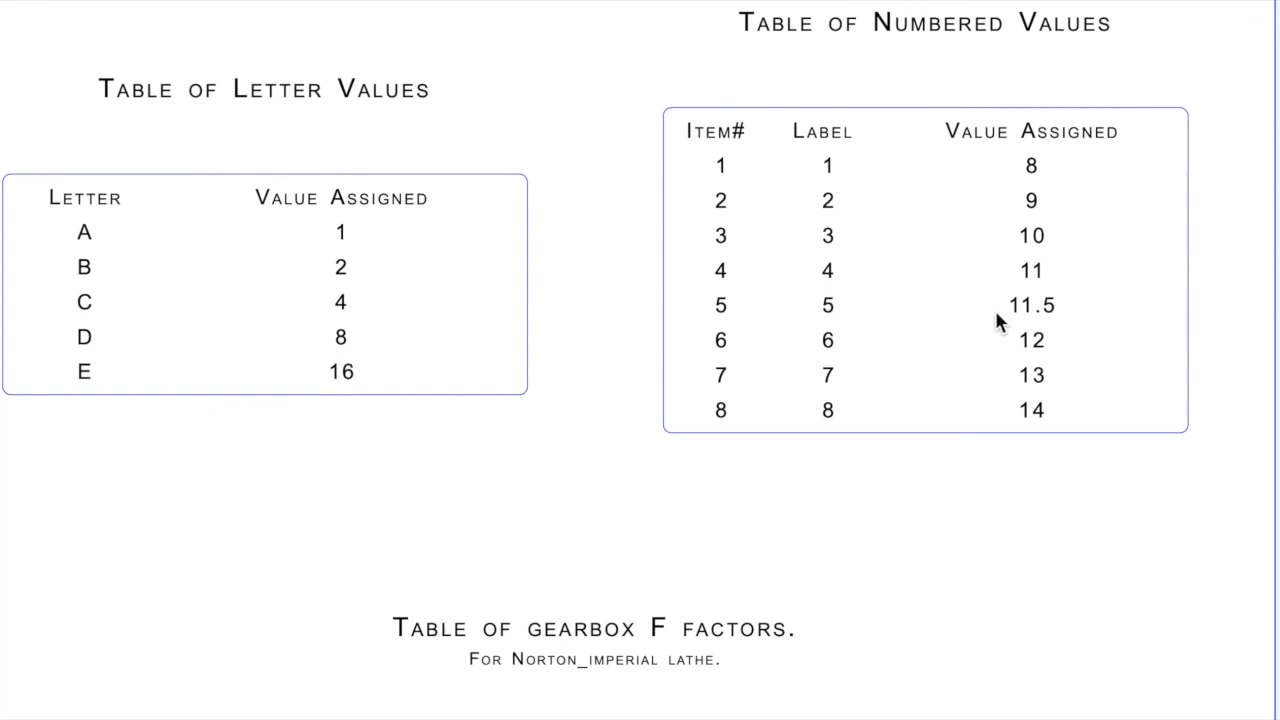 Table of Numbered Values
Table of Letter Values
Letter Value Assigned
A 1
B 2
C 4
D 8
E 16
Item# Label Value Assigned
1 1 8
2 2 9
3 3 10
4 4 11
5 5 11.5
6 6 12
7 7 13
8 8 14
Table of gearbox F factors.
For Norton_imperial lathe.